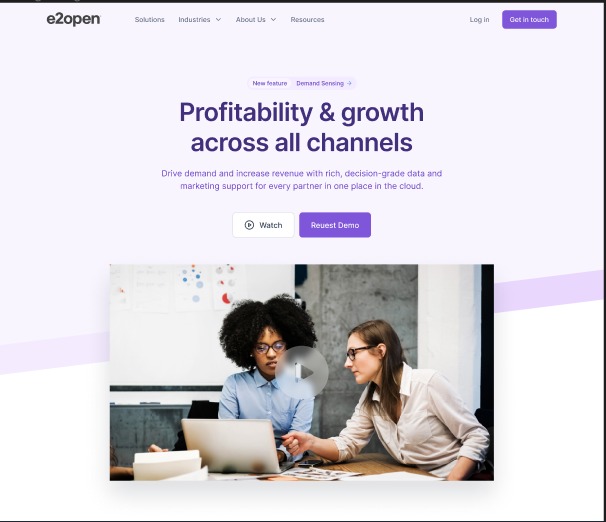 e2open
Solutions
Industries
About Us
Resources
Log in
Get in touch
New feature
Demand Sensing →
Profitability & growth
across all channels
Drive demand and increase revenue with rich, decision-grade data and
marketing support for every partner in one place in the cloud.
Watch
Reuest Demo